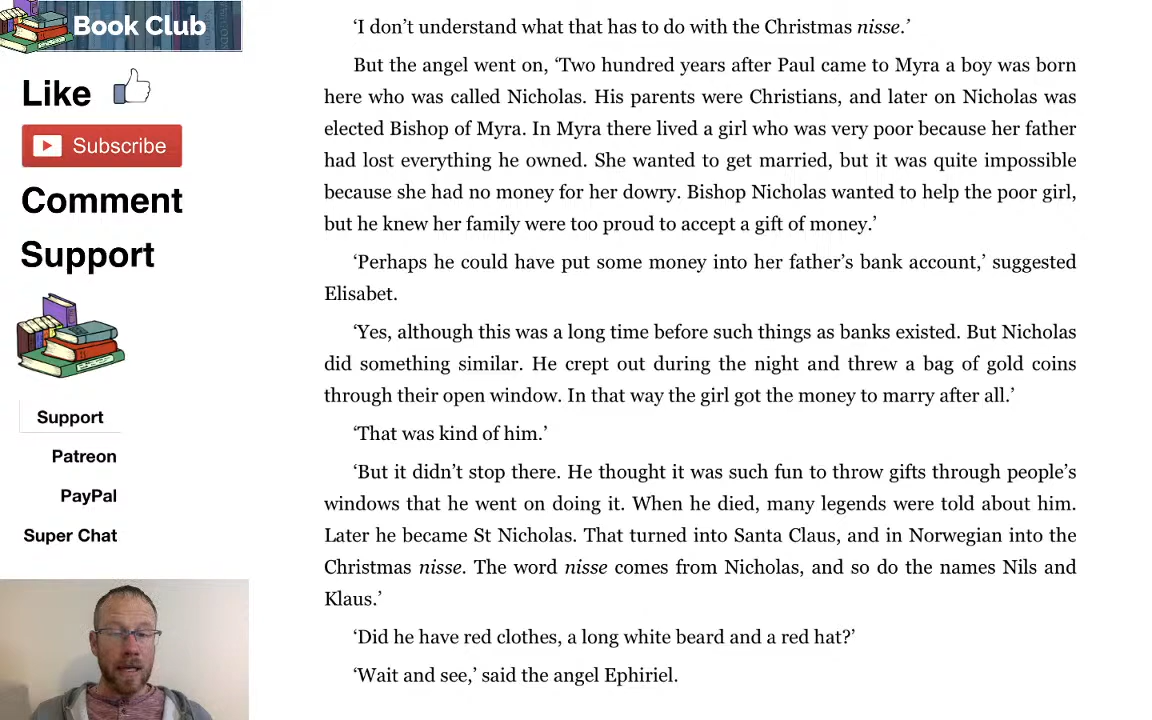 Book Club
Like
Subscribe
Comment
Support
Support
Patreon
PayPal
Super Chat
‘I don’t understand what that has to do with the Christmas nisse.’
But the angel went on, ‘Two hundred years after Paul came to Myra a boy was born
here who was called Nicholas. His parents were Christians, and later on Nicholas was
elected Bishop of Myra. In Myra there lived a girl who was very poor because her father
had lost everything he owned. She wanted to get married, but it was quite impossible
because she had no money for her dowry. Bishop Nicholas wanted to help the poor girl,
but he knew her family were too proud to accept a gift of money.’
‘Perhaps he could have put some money into her father’s bank account,’ suggested
Elisabet.
‘Yes, although this was a long time before such things as banks existed. But Nicholas
did something similar. He crept out during the night and threw a bag of gold coins
through their open window. In that way the girl got the money to marry after all.’
‘That was kind of him.’
‘But it didn’t stop there. He thought it was such fun to throw gifts through people’s
windows that he went on doing it. When he died, many legends were told about him.
Later he became St Nicholas. That turned into Santa Claus, and in Norwegian into the
Christmas nisse. The word nisse comes from Nicholas, and so do the names Nils and
Klaus.’
‘Did he have red clothes, a long white beard and a red hat?’
‘Wait and see,’ said the angel Ephiriel.